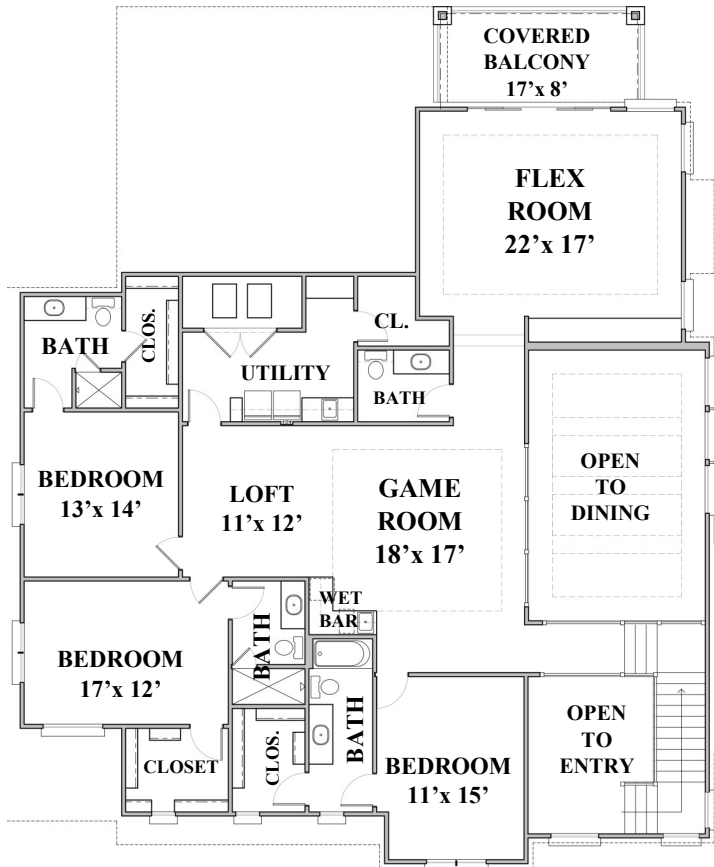 COVERED
BALCONY
17'x 8'
FLEX
ROOM
22'x 17'
CL.
BATH
CLOS.
UTILITY
BATH
BEDROOM
13'x 14'
LOFT
11'x 12'
GAME
ROOM
18'x 17'
OPEN
TO
DINING
WET
BAR
BATH
BEDROOM
17'x 12'
CLOSET
CLOS.
BATH
BEDROOM
11'x 15'
OPEN
TO
ENTRY